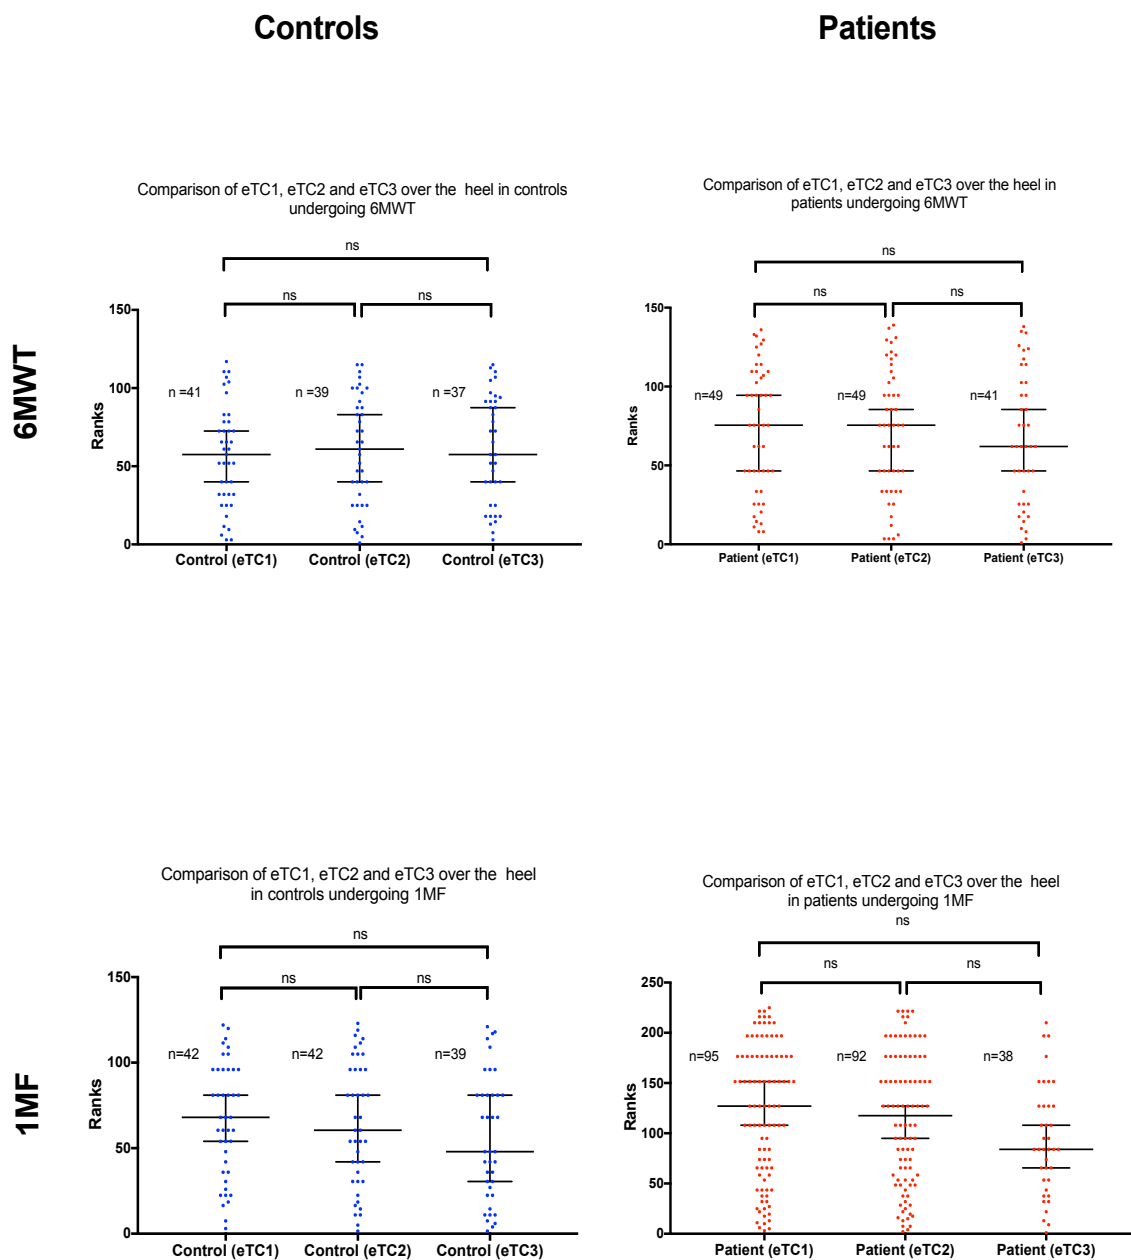 Controls
Patients
6MWT
Comparison of eTC1, eTC2 and eTC3 over the heel in controls
undergoing 6MWT
ns
ns
ns
150
100
50
0
Ranks
n =41
n =39
n =37
Control (eTC1)
Control (eTC2)
Control (eTC3)
Comparison of eTC1, eTC2 and eTC3 over the heel in
patients undergoing 6MWT
ns
ns
ns
150
100
50
0
Ranks
n=49
n=49
n=41
Patient (eTC1)
Patient (eTC2)
Patient (eTC3)
1MF
Comparison of eTC1, eTC2 and eTC3 over the heel
in controls undergoing 1MF
ns
ns
ns
150
100
50
0
Ranks
n=42
n=42
n=39
Control (eTC1)
Control (eTC2)
Control (eTC3)
Comparison of eTC1, eTC2 and eTC3 over the heel
in patients undergoing 1MF
ns
ns
ns
250
200
150
100
50
0
Ranks
n=95
n=92
n=38
Patient (eTC1)
Patient (eTC2)
Patient (eTC3)